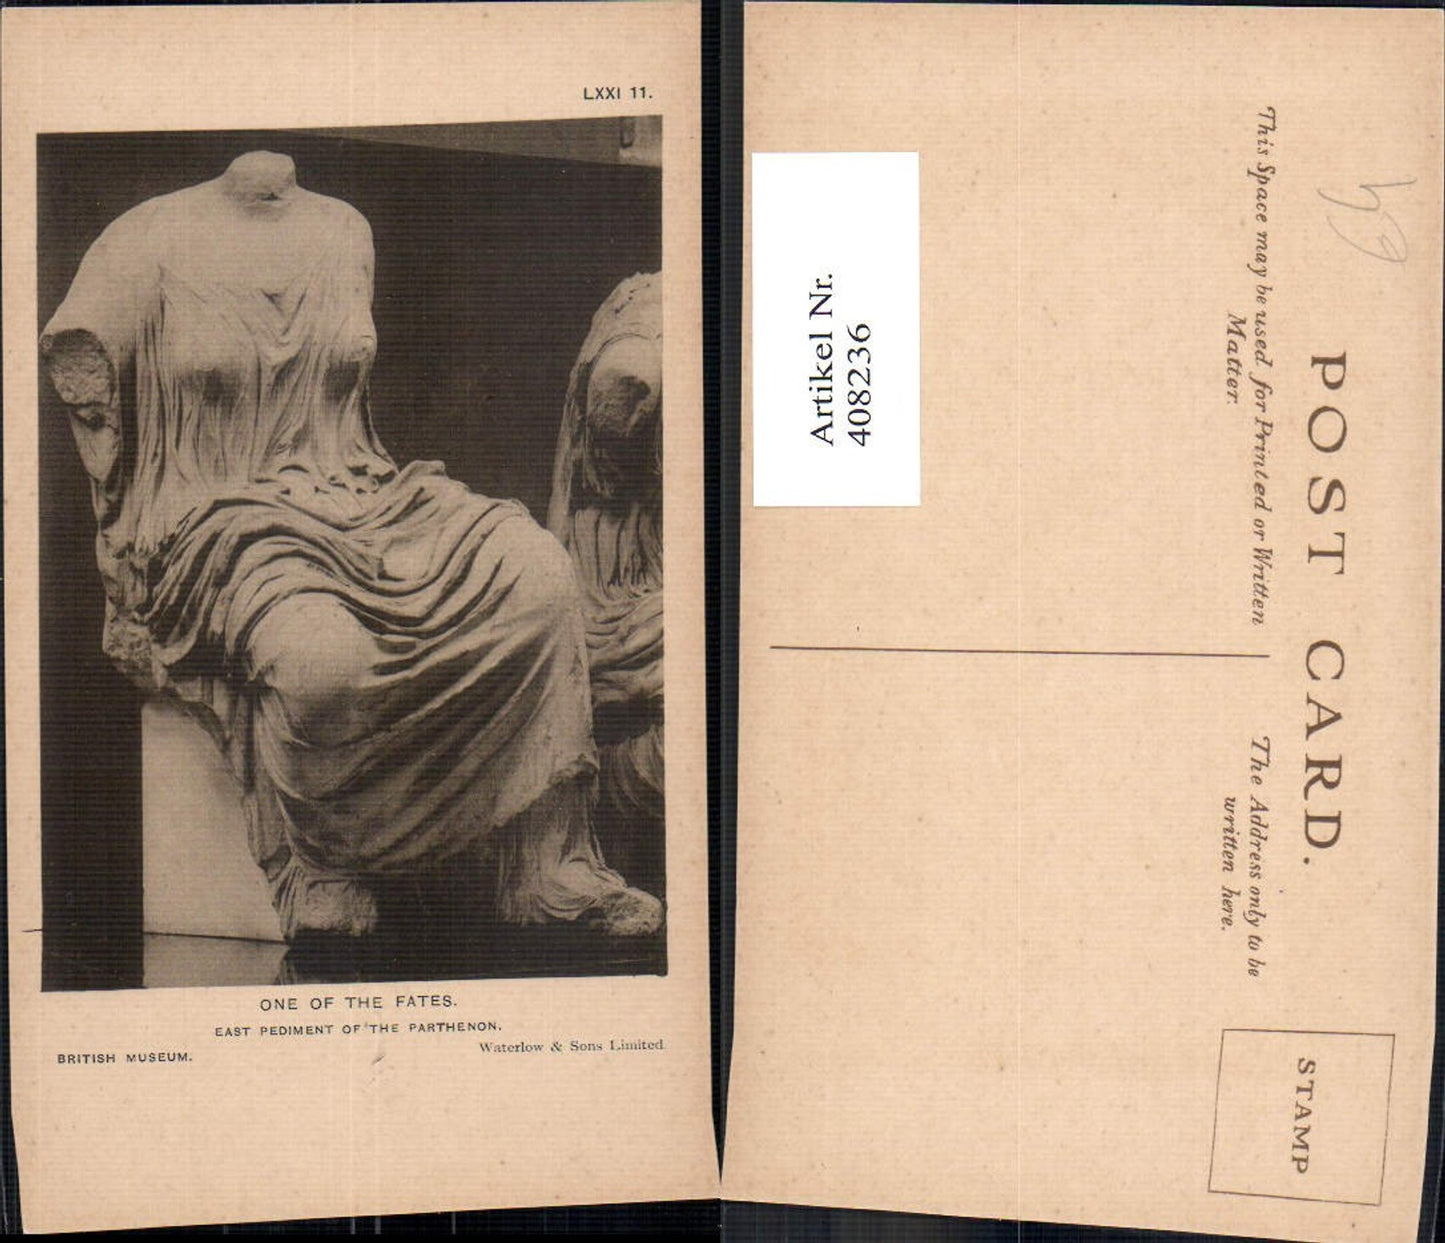 LXXI 11.
ONE OF THE FATES.
EAST PEDIMENT OF THE PARTHENON.
Waterlow & Sons Limited.
BRITISH MUSEUM.
Artikel Nr.
408236
POST CARD.
This Space may be used for Printed or Written
Matter.
The Address only to be
written here.
STAMP